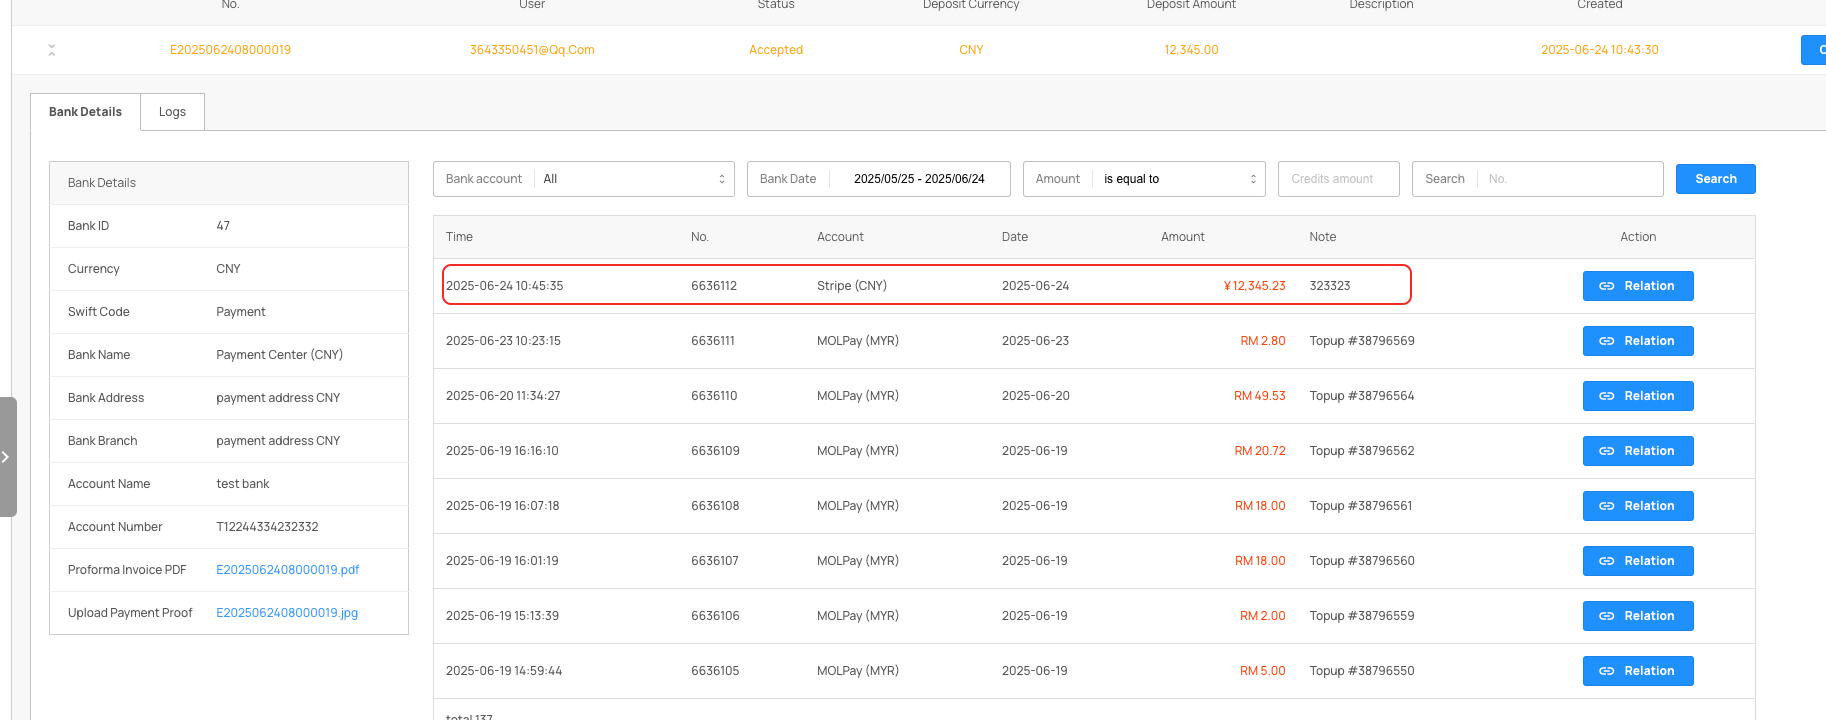 No. User Status Deposit Currency Deposit Amount Description Created
E2025062408000019 3643350451@Qq.Com Accepted CNY 12,345.00 2025-06-24 10:43:30
Bank Details Logs
Bank Details
Bank ID 47
Currency CNY
Swift Code Payment
Bank Name Payment Center (CNY)
Bank Address payment address CNY
Bank Branch payment address CNY
Account Name test bank
Account Number T12244334232332
Proforma Invoice PDF E2025062408000019.pdf
Upload Payment Proof E2025062408000019.jpg
Bank account All Bank Date 2025/05/25 - 2025/06/24 Amount is equal to Credits amount Search No. Search
Time No. Account Date Amount Note Action
2025-06-24 10:45:35 6636112 Stripe (CNY) 2025-06-24 ¥12,345.23 323323 Relation
2025-06-23 10:23:15 6636111 MOLPay (MYR) 2025-06-23 RM 2.80 Topup #38796569 Relation
2025-06-20 11:34:27 6636110 MOLPay (MYR) 2025-06-20 RM 49.53 Topup #38796564 Relation
2025-06-19 16:16:10 6636109 MOLPay (MYR) 2025-06-19 RM 20.72 Topup #38796562 Relation
2025-06-19 16:07:18 6636108 MOLPay (MYR) 2025-06-19 RM 18.00 Topup #38796561 Relation
2025-06-19 16:01:19 6636107 MOLPay (MYR) 2025-06-19 RM 18.00 Topup #38796560 Relation
2025-06-19 15:13:39 6636106 MOLPay (MYR) 2025-06-19 RM 2.00 Topup #38796559 Relation
2025-06-19 14:59:44 6636105 MOLPay (MYR) 2025-06-19 RM 5.00 Topup #38796550 Relation
total 137